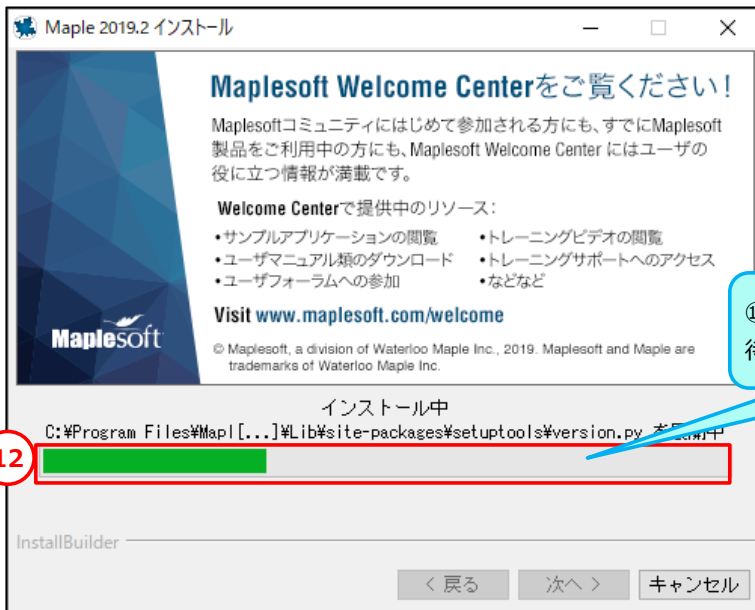 Maple 2019.2 インストール
Maplesoft Welcome Centerをご覧ください！
Maplesoftコミュニティにはじめて参加される方にも、すでにMaplesoft
製品をご利用中の方にも、Maplesoft Welcome Center にはユーザの
役に立つ情報が満載です。
Welcome Centerで提供中のリソース：
•サンプルアプリケーションの閲覧 •トレーニングビデオの閲覧
•ユーザマニュアル類のダウンロード •トレーニングサポートへのアクセス
•ユーザフォーラムへの参加 •などなど
Visit www.maplesoft.com/welcome
Maplesoft
© Maplesoft, a division of Waterloo Maple Inc., 2019. Maplesoft and Maple are
trademarks of Waterloo Maple Inc.
インストール中
C:¥Program Files¥Mapl[...]¥Lib¥site-packages¥setuptools¥version.py を展開中
12
InstallBuilder
< 戻る 次へ > キャンセル